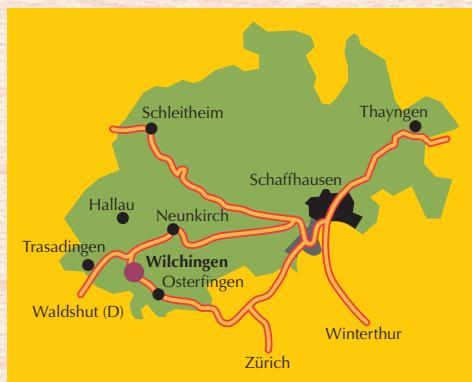 Schleitheim
Thayngen
Schaffhausen
Hallau
Neunkirch
Trasadingen
Wilchingen
Osterfingen
Waldshut (D)
Winterthur
Zürich